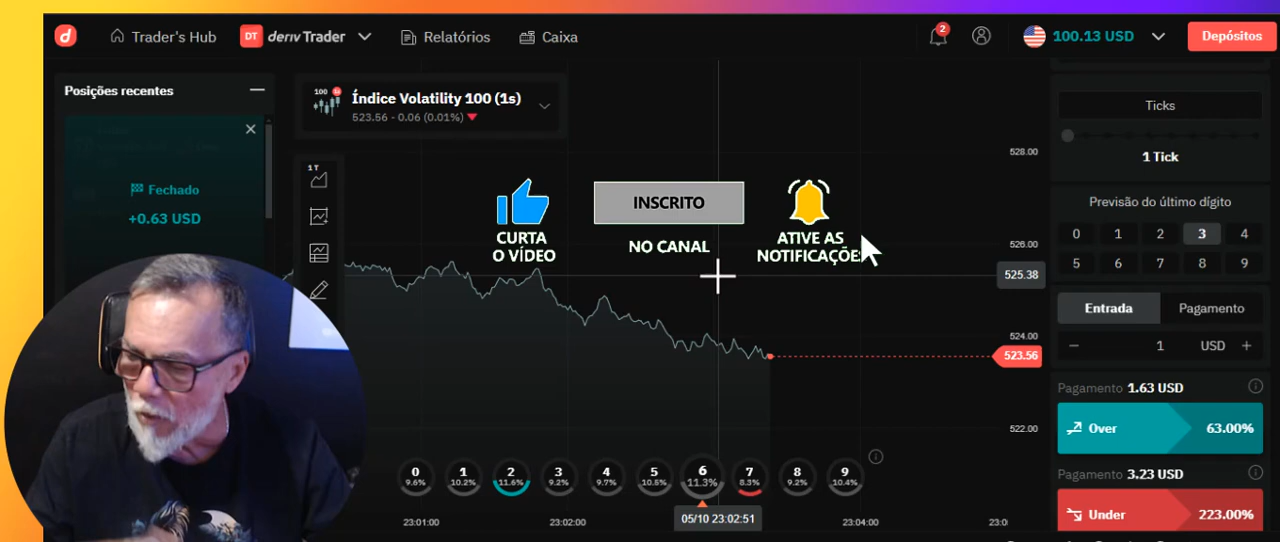 Trader's Hub
DT deriv Trader
Relatórios
Caixa
2
100.13 USD
Depósitos
Posições recentes
Fechado
+0.63 USD
100 1s
Índice Volatility 100 (1s)
523.56 - 0.06 (0.01%)
1 T
CURTA
O VÍDEO
INSCRITO
NO CANAL
ATIVE AS
NOTIFICAÇÕES
528.00
526.00
525.38
524.00
523.56
522.00
0 1 2 3 4 5 6 7 8 9
9.6% 10.2% 11.6% 9.2% 9.7% 10.8% 11.3% 8.3% 9.2% 10.4%
23:01:00
23:02:00
05/10 23:02:51
23:04:00
23:0
Ticks
1 Tick
Previsão do último dígito
0 1 2 3 4
5 6 7 8 9
Entrada Pagamento
− 1 USD +
Pagamento 1.63 USD
Over 63.00%
Pagamento 3.23 USD
Under 223.00%